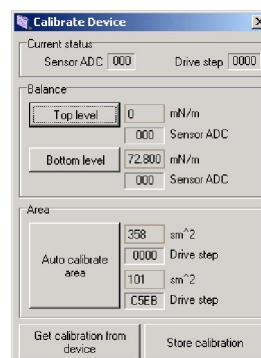 Calibrate Device
Current status
Sensor ADC 000 Drive step 0000
Balance
Top level 0 mN/m
000 Sensor ADC
Bottom level 72.800 mN/m
000 Sensor ADC
Area
358 sm^2
0000 Drive step
Auto calibrate area
101 sm^2
C5EB Drive step
Get calibration from device
Store calibration